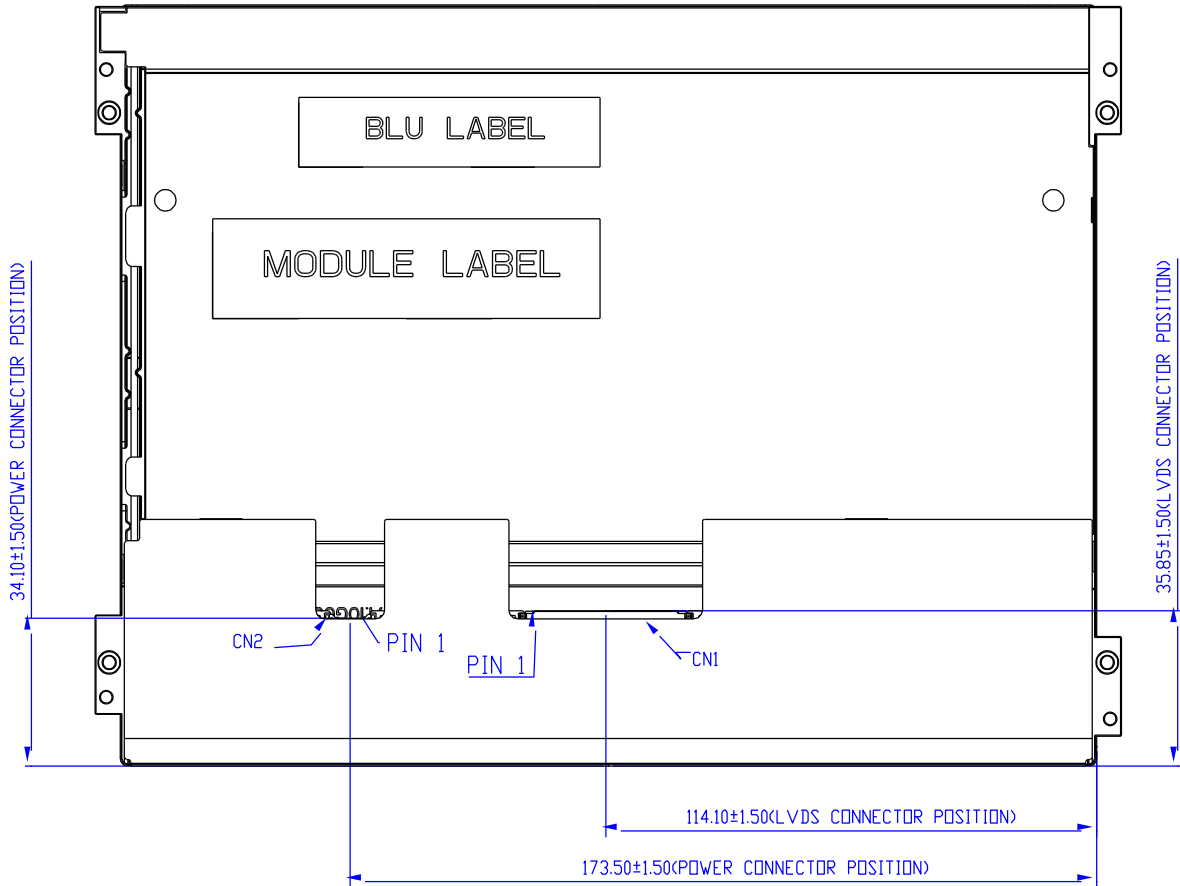 BLU LABEL
MODULE LABEL
34.10±1.50(POWER CONNECTOR POSITION)
35.85±1.50(LVDS CONNECTOR POSITION)
CN2
PIN 1
PIN 1
CN1
114.10±1.50(LVDS CONNECTOR POSITION)
173.50±1.50(POWER CONNECTOR POSITION)